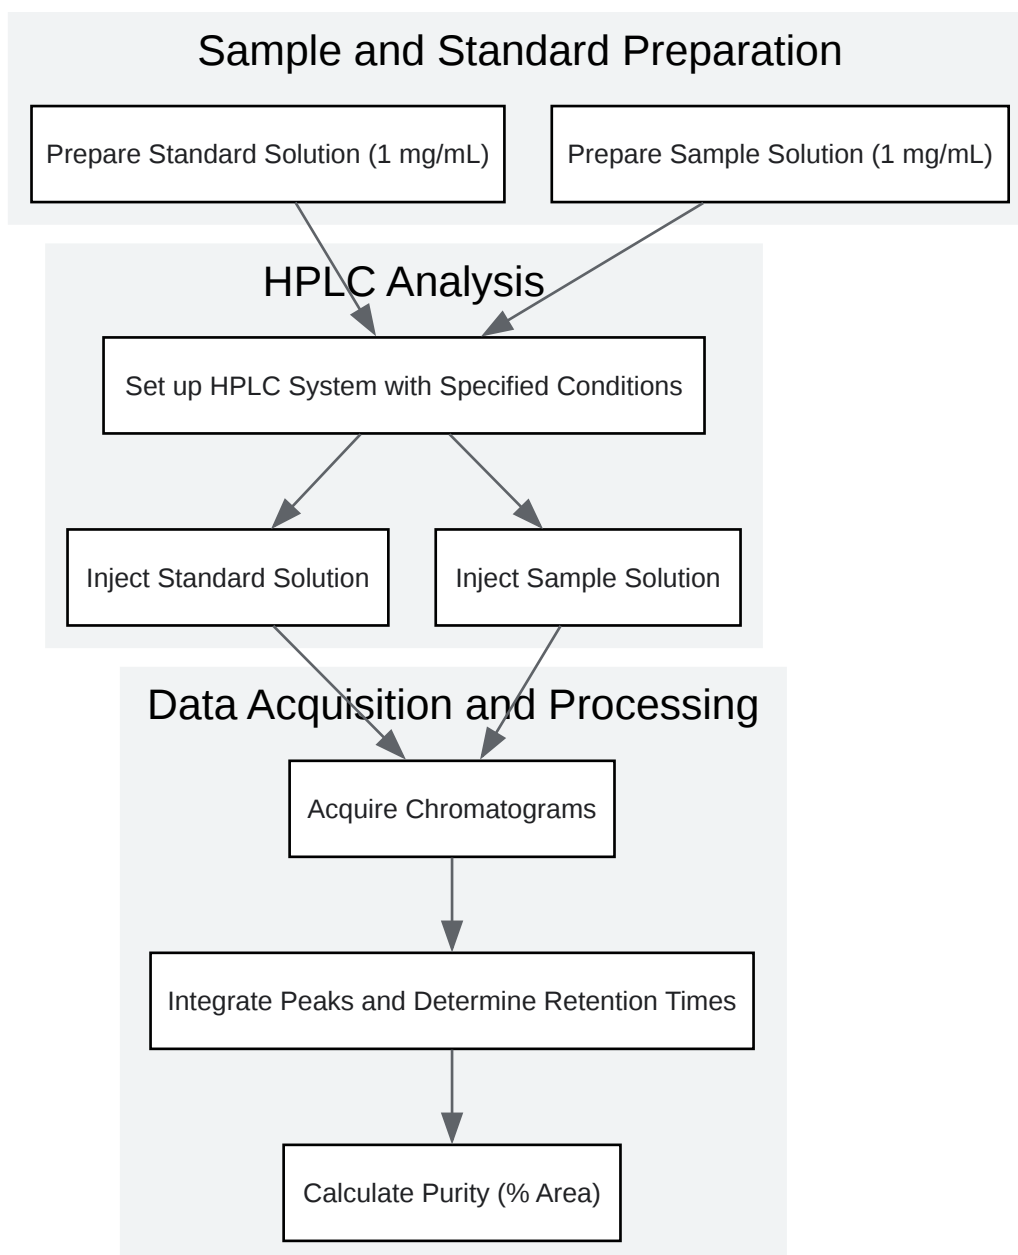 Sample and Standard Preparation
Prepare Standard Solution (1 mg/mL)
Prepare Sample Solution (1 mg/mL)
HPLC Analysis
Set up HPLC System with Specified Conditions
Inject Standard Solution
Inject Sample Solution
Data Acquisition and Processing
Acquire Chromatograms
Integrate Peaks and Determine Retention Times
Calculate Purity (% Area)